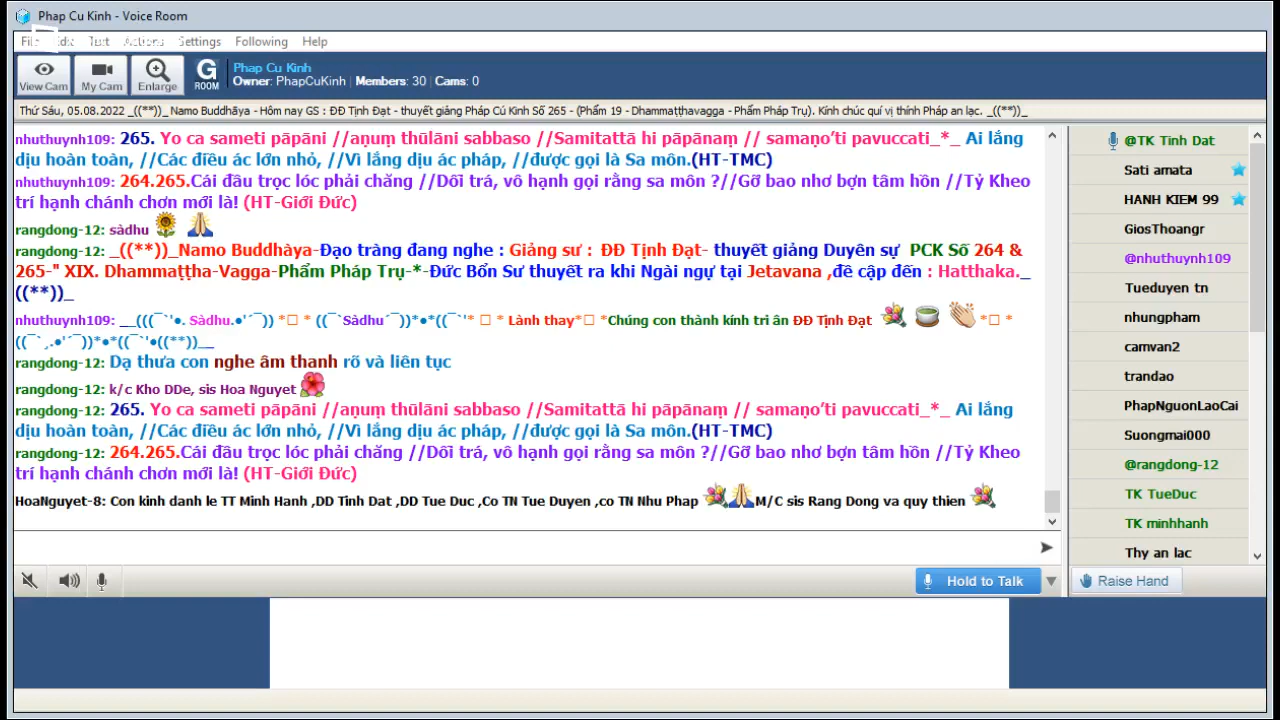 Phap Cu Kinh - Voice Room
Settings Following Help
View Cam My Cam Enlarge G ROOM
Phap Cu Kinh
Owner: PhapCuKinh | Members: 30 | Cams: 0
Thứ Sáu, 05.08.2022 _((**))_ Namo Buddhāya - Hôm nay GS : ĐĐ Tịnh Đạt - thuyết giảng Pháp Cú Kinh Số 265 - (Phẩm 19 - Dhammaṭṭhavagga - Phẩm Pháp Trụ). Kính chúc quí vị thính Pháp an lạc. _((**))_
nhuthuynh109: 265. Yo ca sameti pāpāni //aṇuṃ thūlāni sabbaso //Samitattā hi pāpānaṃ // samaṇo’ti pavuccati_*_ Ai lắng
dịu hoàn toàn, //Các điều ác lớn nhỏ, //Vì lắng dịu ác pháp, //được gọi là Sa môn.(HT-TMC)
nhuthuynh109: 264.265.Cái đầu trọc lóc phải chăng //Dối trá, vô hạnh gọi rằng sa môn ?//Gỡ bao nhơ bợn tâm hồn //Tỷ Kheo
trí hạnh chánh chơn mới là! (HT-Giới Đức)
rangdong-12: sàdhu
rangdong-12: _((**))_Namo Buddhàya-Đạo tràng đang nghe : Giảng sư : ĐĐ Tịnh Đạt- thuyết giảng Duyên sự PCK Số 264 &
265-" XIX. Dhammaṭṭha-Vagga-Phẩm Pháp Trụ-*-Đức Bổn Sư thuyết ra khi Ngài ngự tại Jetavana ,đề cập đến : Hatthaka._
((**))_
nhuthuynh109: __(((¯`'●. Sàdhu.●'´¯)) *□ * ((¯`Sàdhu´¯))*●*((¯`'* □ * Lành thay*□ *Chúng con thành kính tri ân ĐĐ Tịnh Đạt *□ *
((¯`¸.●'´¯))*●*((¯`'●((**))__
rangdong-12: Dạ thưa con nghe âm thanh rõ và liên tục
rangdong-12: k/c Kho DDe, sis Hoa Nguyet
rangdong-12: 265. Yo ca sameti pāpāni //aṇuṃ thūlāni sabbaso //Samitattā hi pāpānaṃ // samaṇo’ti pavuccati_*_ Ai lắng
dịu hoàn toàn, //Các điều ác lớn nhỏ, //Vì lắng dịu ác pháp, //được gọi là Sa môn.(HT-TMC)
rangdong-12: 264.265.Cái đầu trọc lóc phải chăng //Dối trá, vô hạnh gọi rằng sa môn ?//Gỡ bao nhơ bợn tâm hồn //Tỷ Kheo
trí hạnh chánh chơn mới là! (HT-Giới Đức)
HoaNguyet-8: Con kinh danh le TT Minh Hanh ,DD Tinh Dat ,DD Tue Duc ,Co TN Tue Duyen ,co TN Nhu Phap M/C sis Rang Dong va quy thien
@TK Tinh Dat
Sati amata
HANH KIEM 99
GiosThoangr
@nhuthuynh109
Tueduyen tn
nhungpham
camvan2
trandao
PhapNguonLaoCai
Suongmai000
@rangdong-12
TK TueDuc
TK minhhanh
Thy an lac
Hold to Talk
Raise Hand